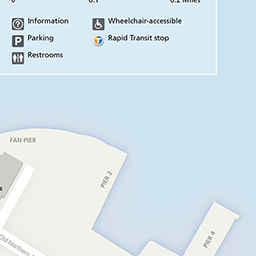 0 0.1 0.2 Miles
Information Wheelchair-accessible
Parking Rapid Transit stop
Restrooms
FAN PIER
PIER 2
PIER 4
Old Northern